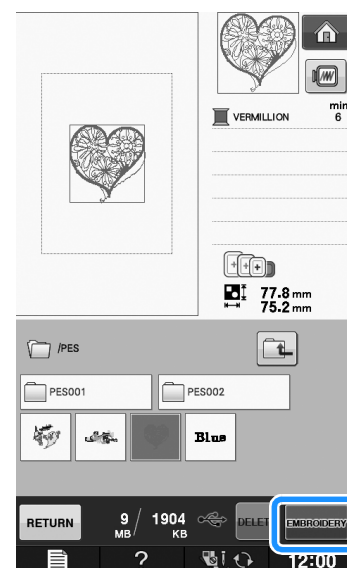 min
VERMILLION 6
77.8 mm
75.2 mm
/PES
PES001 PES002
Blue
RETURN 9 MB / 1904 KB DELET EMBROIDERY
? 12:00